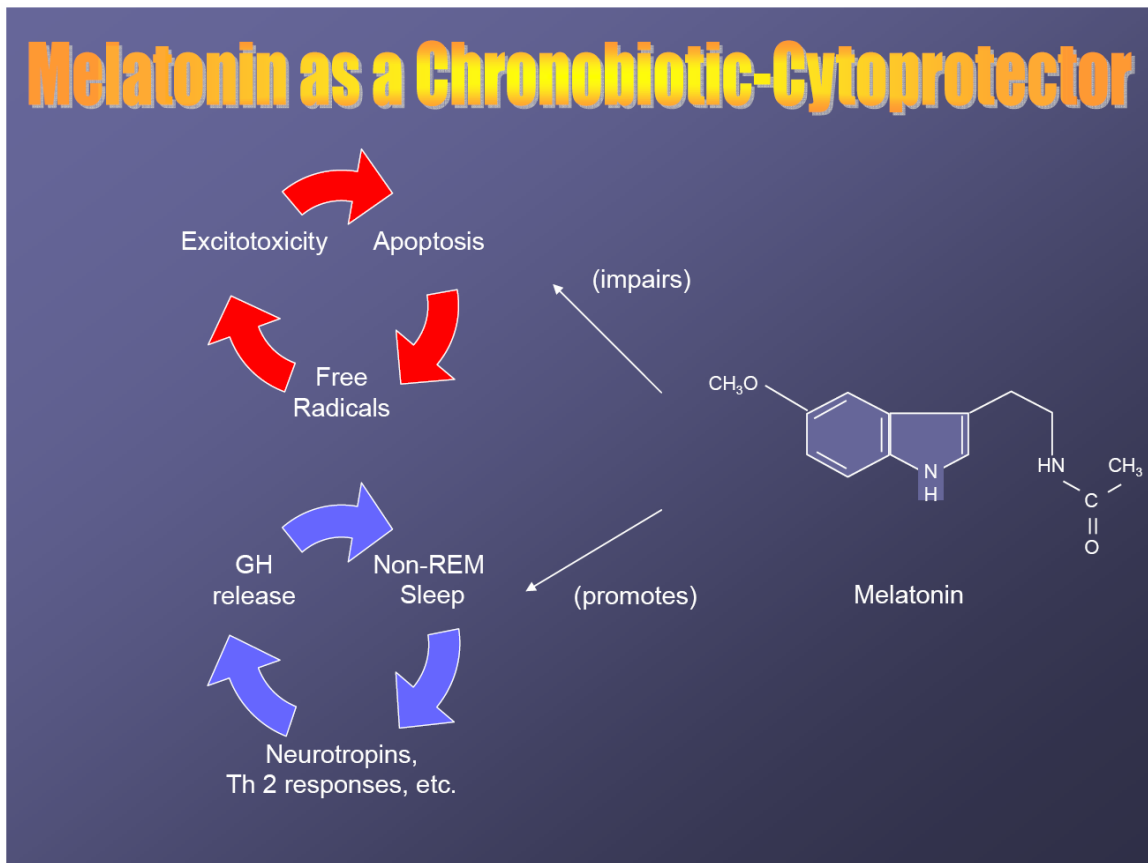 Melatonin as a Chronobiotic-Cytoprotector
Excitotoxicity
Apoptosis
(impairs)
Free
Radicals
CH₃O
N
H
HN
CH₃
C
O
GH
release
Non-REM
Sleep
(promotes)
Melatonin
Neurotropins,
Th 2 responses, etc.